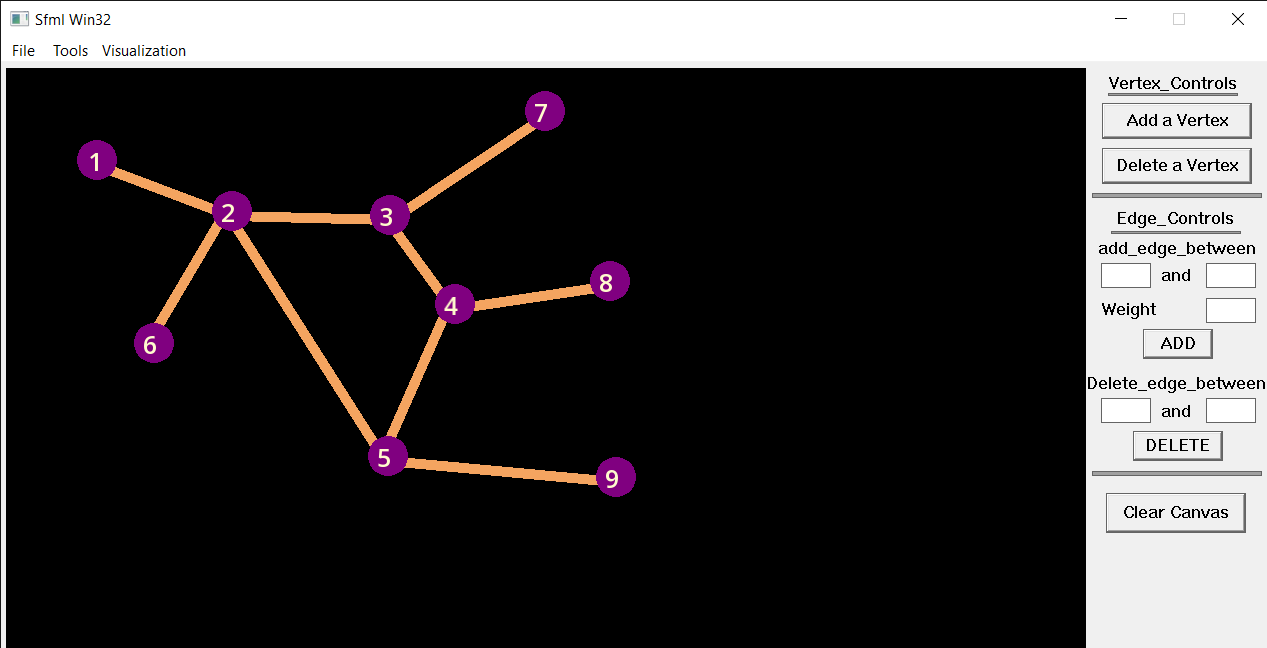 Sfml Win32
File Tools Visualization
1
2
3
4
5
6
7
8
9
Vertex_Controls
Add a Vertex
Delete a Vertex
Edge_Controls
add_edge_between
and
Weight
ADD
Delete_edge_between
and
DELETE
Clear Canvas